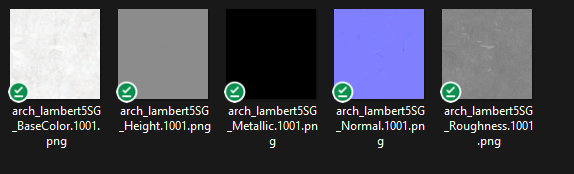 arch_lambert5SG
_BaseColor.1001.
png
arch_lambert5SG
_Height.1001.png
arch_lambert5SG
_Metallic.1001.pn
g
arch_lambert5SG
_Normal.1001.pn
g
arch_lambert5SG
_Roughness.1001
.png